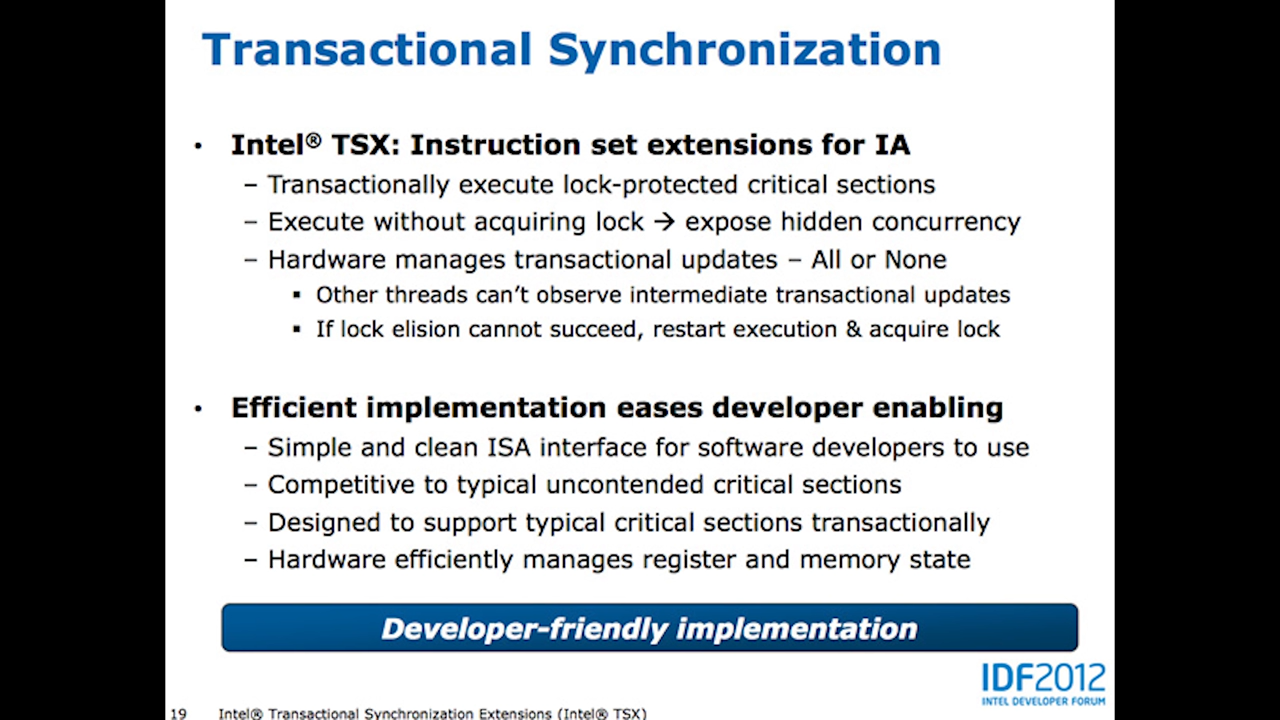 Transactional Synchronization
• Intel® TSX: Instruction set extensions for IA
– Transactionally execute lock-protected critical sections
– Execute without acquiring lock → expose hidden concurrency
– Hardware manages transactional updates – All or None
▪ Other threads can’t observe intermediate transactional updates
▪ If lock elision cannot succeed, restart execution & acquire lock
• Efficient implementation eases developer enabling
– Simple and clean ISA interface for software developers to use
– Competitive to typical uncontended critical sections
– Designed to support typical critical sections transactionally
– Hardware efficiently manages register and memory state
Developer-friendly implementation
IDF2012
INTEL DEVELOPER FORUM
19 Intel® Transactional Synchronization Extensions (Intel® TSX)